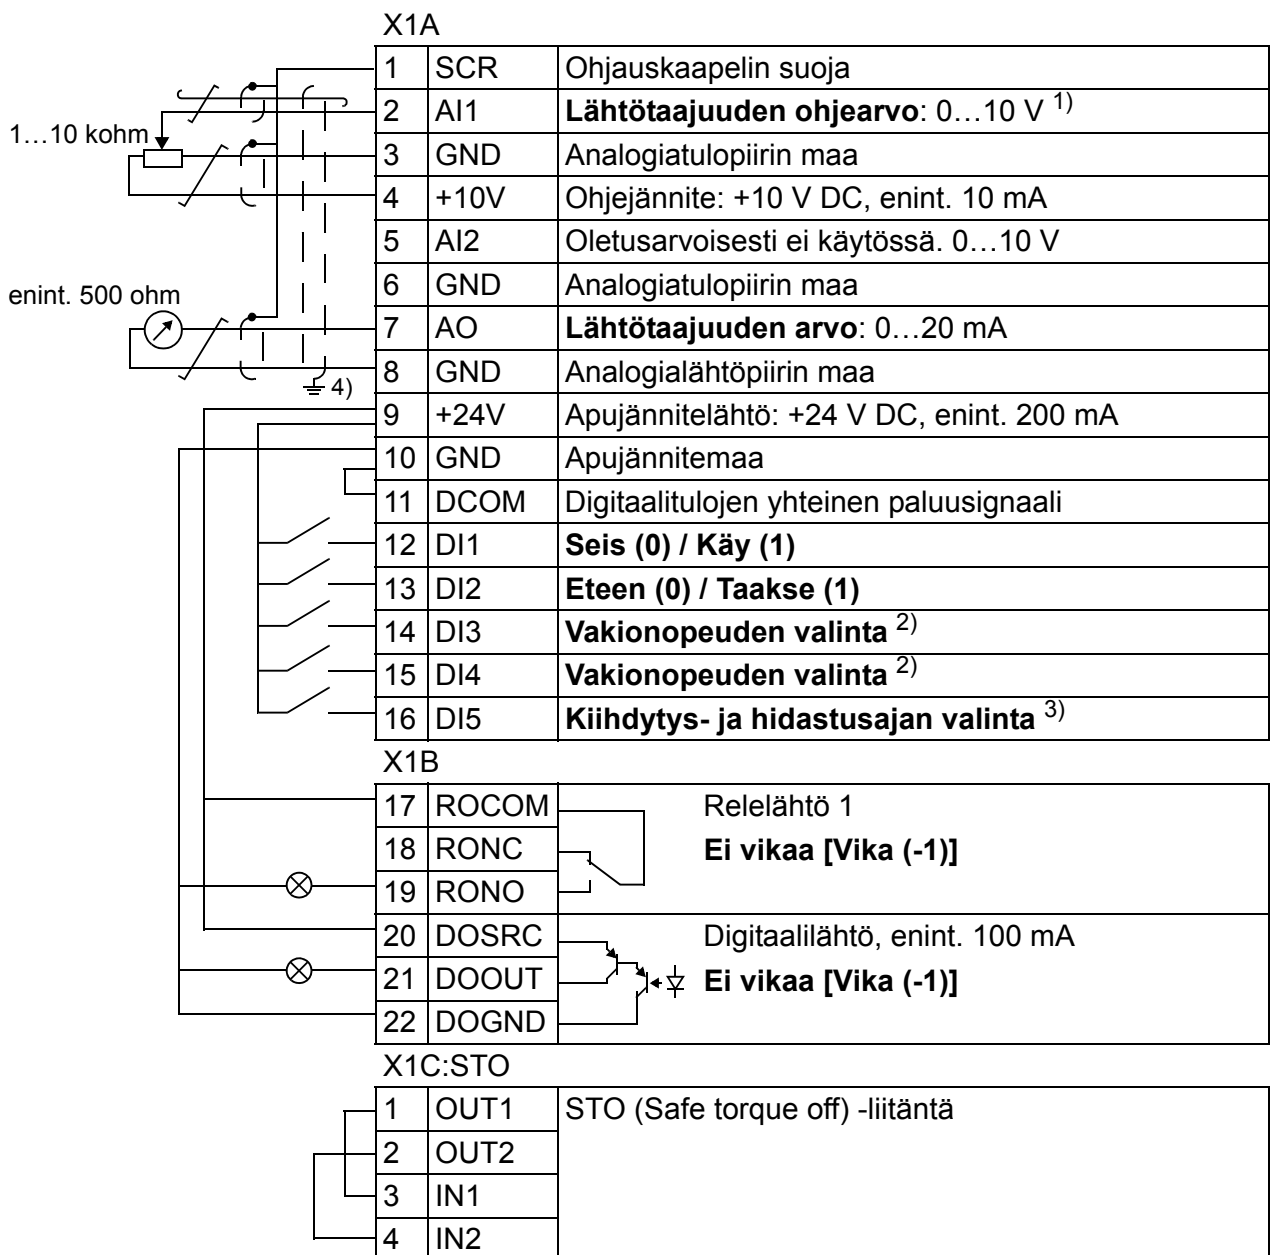 X1A
1 SCR Ohjauskaapelin suoja
2 AI1 Lähtötaajuuden ohjearvo: 0…10 V 1)
1…10 kohm
3 GND Analogiatulopiirin maa
4 +10V Ohjejännite: +10 V DC, enint. 10 mA
5 AI2 Oletusarvoisesti ei käytössä. 0…10 V
6 GND Analogiatulopiirin maa
enint. 500 ohm
7 AO Lähtötaajuuden arvo: 0…20 mA
8 GND Analogialähtöpiirin maa
4)
9 +24V Apujännitelähtö: +24 V DC, enint. 200 mA
10 GND Apujännitemaa
11 DCOM Digitaalitulojen yhteinen paluusignaali
12 DI1 Seis (0) / Käy (1)
13 DI2 Eteen (0) / Taakse (1)
14 DI3 Vakionopeuden valinta 2)
15 DI4 Vakionopeuden valinta 2)
16 DI5 Kiihdytys- ja hidastusajan valinta 3)
X1B
17 ROCOM Relelähtö 1
18 RONC Ei vikaa [Vika (-1)]
19 RONO
20 DOSRC Digitaalilähtö, enint. 100 mA
21 DOOUT Ei vikaa [Vika (-1)]
22 DOGND
X1C:STO
1 OUT1 STO (Safe torque off) -liitäntä
2 OUT2
3 IN1
4 IN2